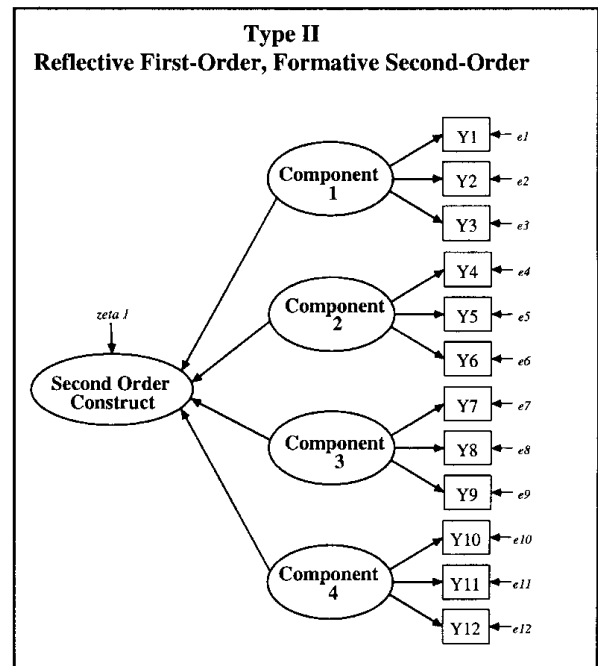 Type II
Reflective First-Order, Formative Second-Order
Component
1
Y1
e1
Y2
e2
Y3
e3
Component
2
Y4
e4
Y5
e5
Y6
e6
zeta 1
Second Order
Construct
Component
3
Y7
e7
Y8
e8
Y9
e9
Component
4
Y10
e10
Y11
e11
Y12
e12